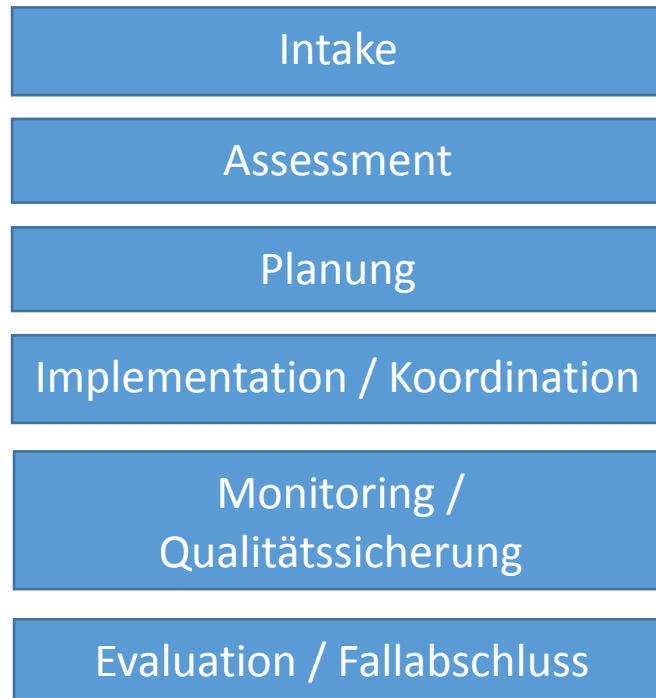 Intake
Assessment
Planung
Implementation / Koordination
Monitoring /
Qualitätssicherung
Evaluation / Fallabschluss